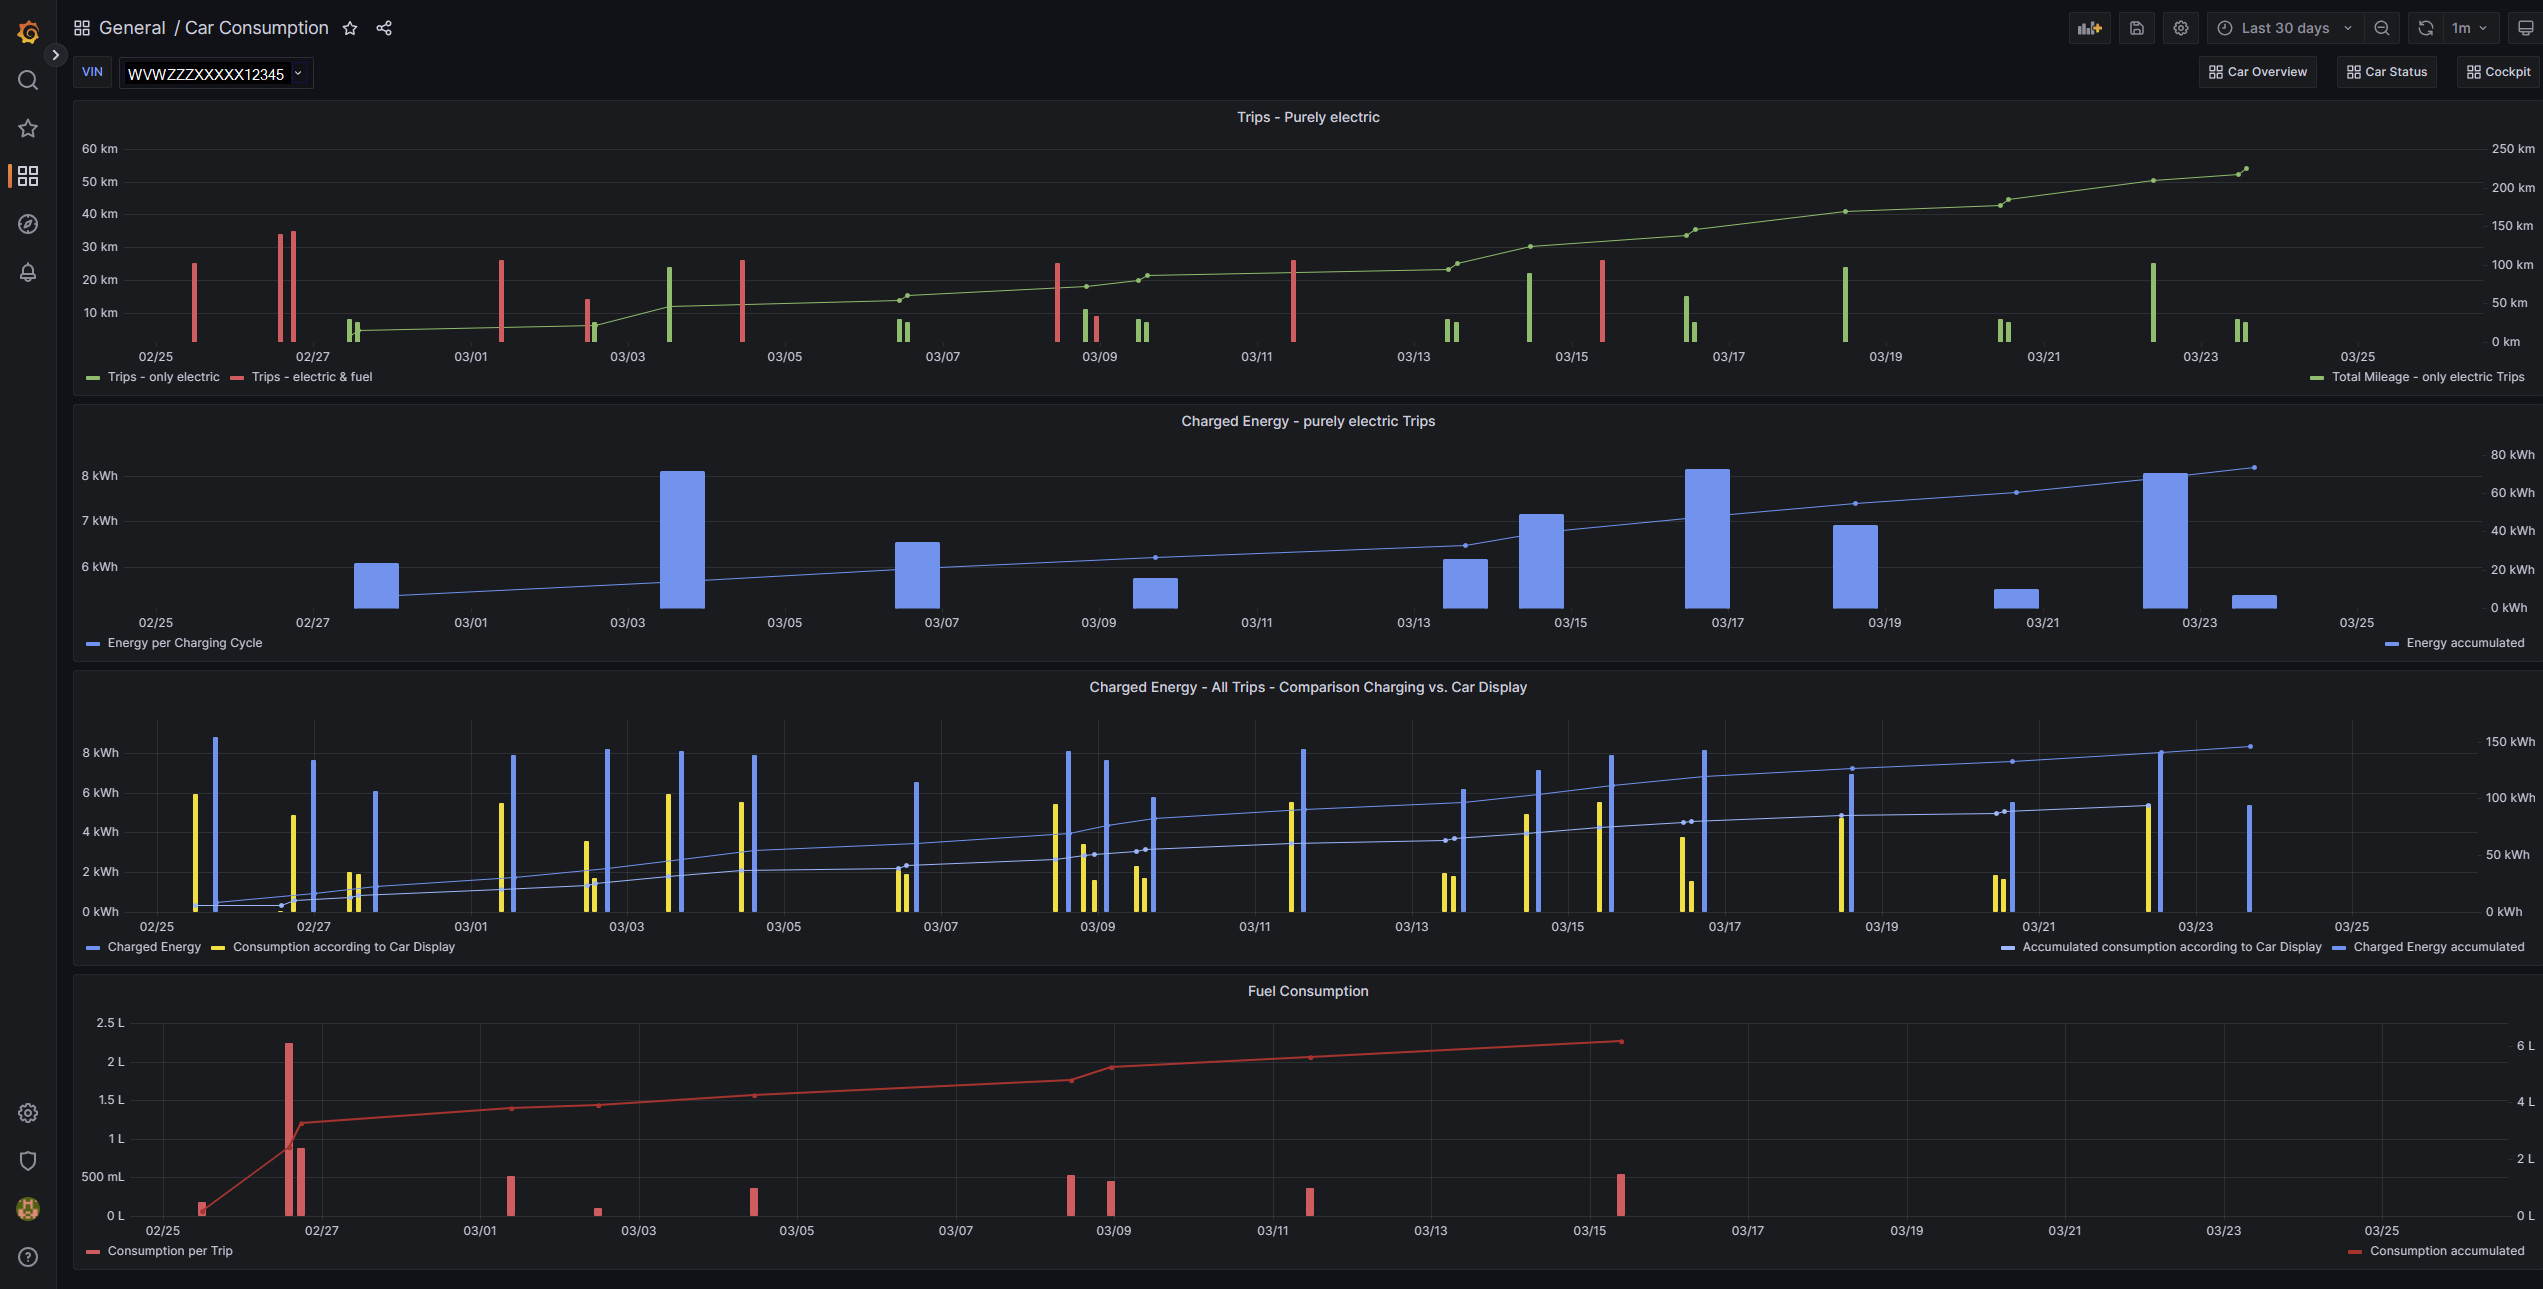 General / Car Consumption
Last 30 days
1m
VIN
WVWZZZXXXXX12345
Car Overview
Car Status
Cockpit
Trips - Purely electric
60 km
50 km
40 km
30 km
20 km
10 km
250 km
200 km
150 km
100 km
50 km
0 km
02/25 02/27 03/01 03/03 03/05 03/07 03/09 03/11 03/13 03/15 03/17 03/19 03/21 03/23 03/25
Trips - only electric Trips - electric & fuel Total Mileage - only electric Trips
Charged Energy - purely electric Trips
8 kWh
7 kWh
6 kWh
80 kWh
60 kWh
40 kWh
20 kWh
0 kWh
02/25 02/27 03/01 03/03 03/05 03/07 03/09 03/11 03/13 03/15 03/17 03/19 03/21 03/23 03/25
Energy per Charging Cycle Energy accumulated
Charged Energy - All Trips - Comparison Charging vs. Car Display
8 kWh
6 kWh
4 kWh
2 kWh
0 kWh
150 kWh
100 kWh
50 kWh
0 kWh
02/25 02/27 03/01 03/03 03/05 03/07 03/09 03/11 03/13 03/15 03/17 03/19 03/21 03/23 03/25
Charged Energy Consumption according to Car Display Accumulated consumption according to Car Display Charged Energy accumulated
Fuel Consumption
2.5 L
2 L
1.5 L
1 L
500 mL
0 L
6 L
4 L
2 L
0 L
02/25 02/27 03/01 03/03 03/05 03/07 03/09 03/11 03/13 03/15 03/17 03/19 03/21 03/23 03/25
Consumption per Trip Consumption accumulated